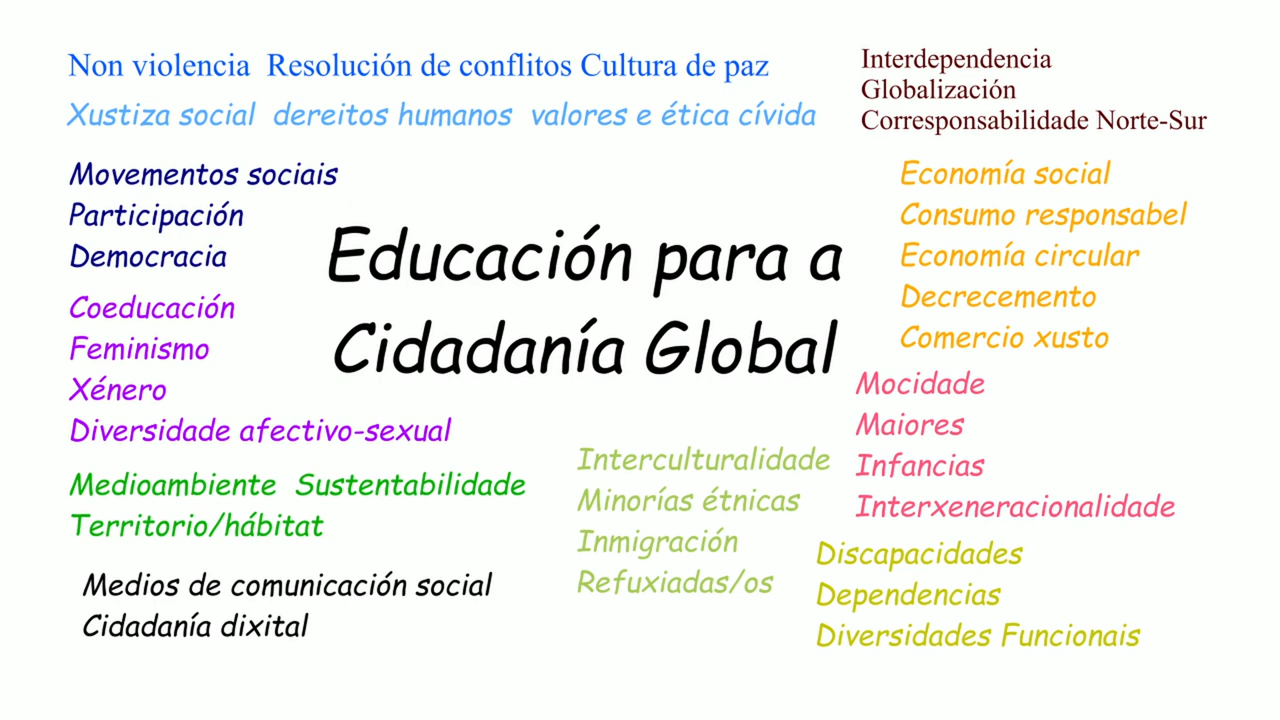 Non violencia  Resolución de conflitos Cultura de paz
Xustiza social  dereitos humanos  valores e ética cívida
Interdependencia
Globalización
Corresponsabilidade Norte-Sur
Movementos sociais
Participación
Democracia
Educación para a
Cidadanía Global
Economía social
Consumo responsabel
Economía circular
Decrecemento
Comercio xusto
Coeducación
Feminismo
Xénero
Diversidade afectivo-sexual
Mocidade
Maiores
Infancias
Interxeneracionalidade
Medioambiente  Sustentabilidade
Territorio/hábitat
Interculturalidade
Minorías étnicas
Inmigración
Refuxiadas/os
Discapacidades
Dependencias
Diversidades Funcionais
Medios de comunicación social
Cidadanía dixital